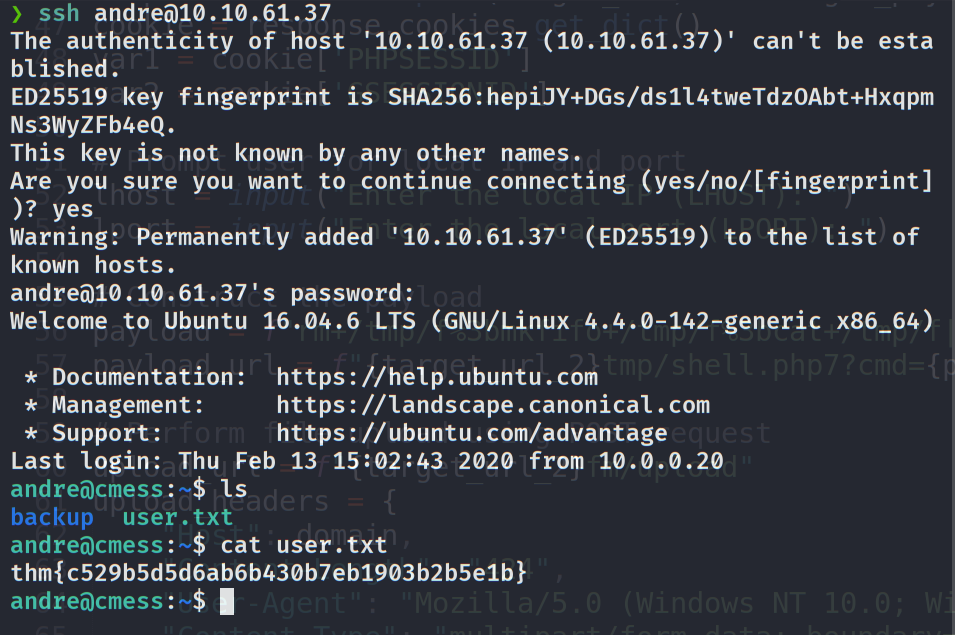 ❯ ssh andre@10.10.61.37
The authenticity of host '10.10.61.37 (10.10.61.37)' can't be esta
blished.
ED25519 key fingerprint is SHA256:hepiJY+DGs/ds1l4tweTdzOAbt+Hxqpm
Ns3WyZFb4eQ.
This key is not known by any other names.
Are you sure you want to continue connecting (yes/no/[fingerprint]
)? yes
Warning: Permanently added '10.10.61.37' (ED25519) to the list of
known hosts.
andre@10.10.61.37's password:
Welcome to Ubuntu 16.04.6 LTS (GNU/Linux 4.4.0-142-generic x86_64)
 * Documentation:  https://help.ubuntu.com
 * Management:     https://landscape.canonical.com
 * Support:        https://ubuntu.com/advantage
Last login: Thu Feb 13 15:02:43 2020 from 10.0.0.20
andre@cmess:~$ ls
backup  user.txt
andre@cmess:~$ cat user.txt
thm{c529b5d5d6ab6b430b7eb1903b2b5e1b}
andre@cmess:~$